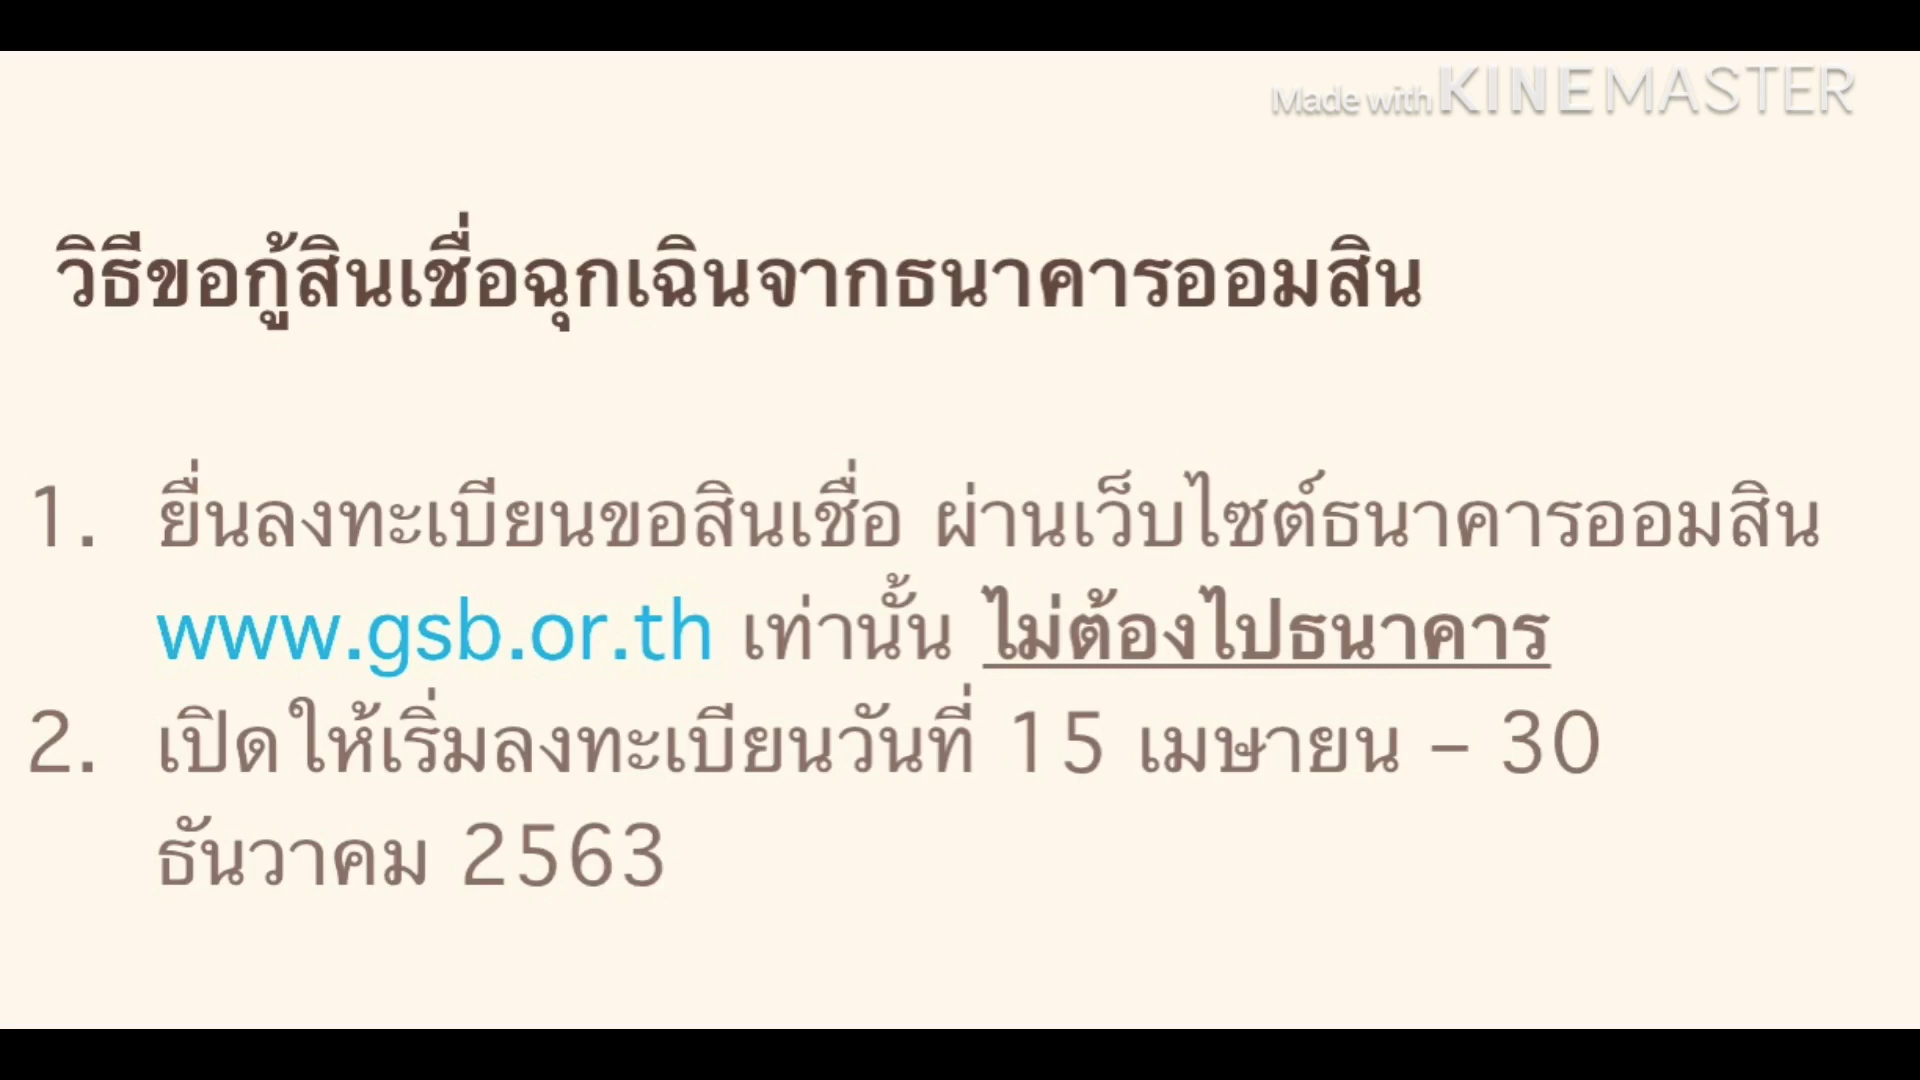 Made with KINEMASTER
วิธีขอกู้สินเชื่อฉุกเฉินจากธนาคารออมสิน
1. ยื่นลงทะเบียนขอสินเชื่อ ผ่านเว็บไซต์ธนาคารออมสิน
www.gsb.or.th เท่านั้น ไม่ต้องไปธนาคาร
2. เปิดให้เริ่มลงทะเบียนวันที่ 15 เมษายน – 30
ธันวาคม 2563